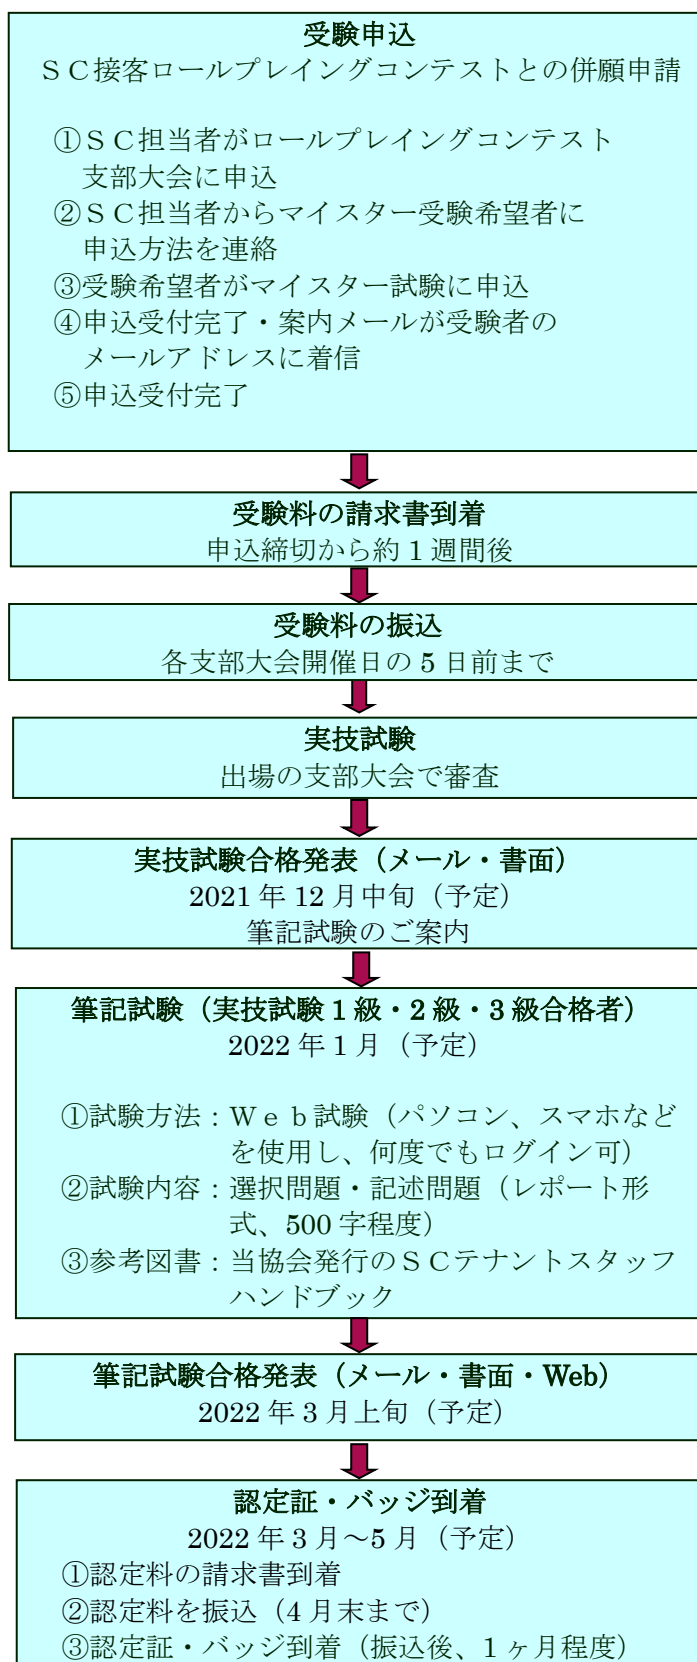 受験申込
ＳＣ接客ロールプレイングコンテストとの併願申請
①ＳＣ担当者がロールプレイングコンテスト
支部大会に申込
②ＳＣ担当者からマイスター受験希望者に
申込方法を連絡
③受験希望者がマイスター試験に申込
④申込受付完了・案内メールが受験者の
メールアドレスに着信
⑤申込受付完了
受験料の請求書到着
申込締切から約 1 週間後
受験料の振込
各支部大会開催日の 5 日前まで
実技試験
出場の支部大会で審査
実技試験合格発表（メール・書面）
2021 年 12 月中旬（予定）
筆記試験のご案内
筆記試験（実技試験 1 級・2 級・3 級合格者）
2022 年 1 月（予定）
①試験方法：Ｗｅｂ試験（パソコン、スマホなど
を使用し、何度でもログイン可）
②試験内容：選択問題・記述問題（レポート形
式、500 字程度）
③参考図書：当協会発行のＳＣテナントスタッフ
ハンドブック
筆記試験合格発表（メール・書面・Web）
2022 年 3 月上旬（予定）
認定証・バッジ到着
2022 年 3 月～5 月（予定）
①認定料の請求書到着
②認定料を振込（4 月末まで）
③認定証・バッジ到着（振込後、1 ヶ月程度）